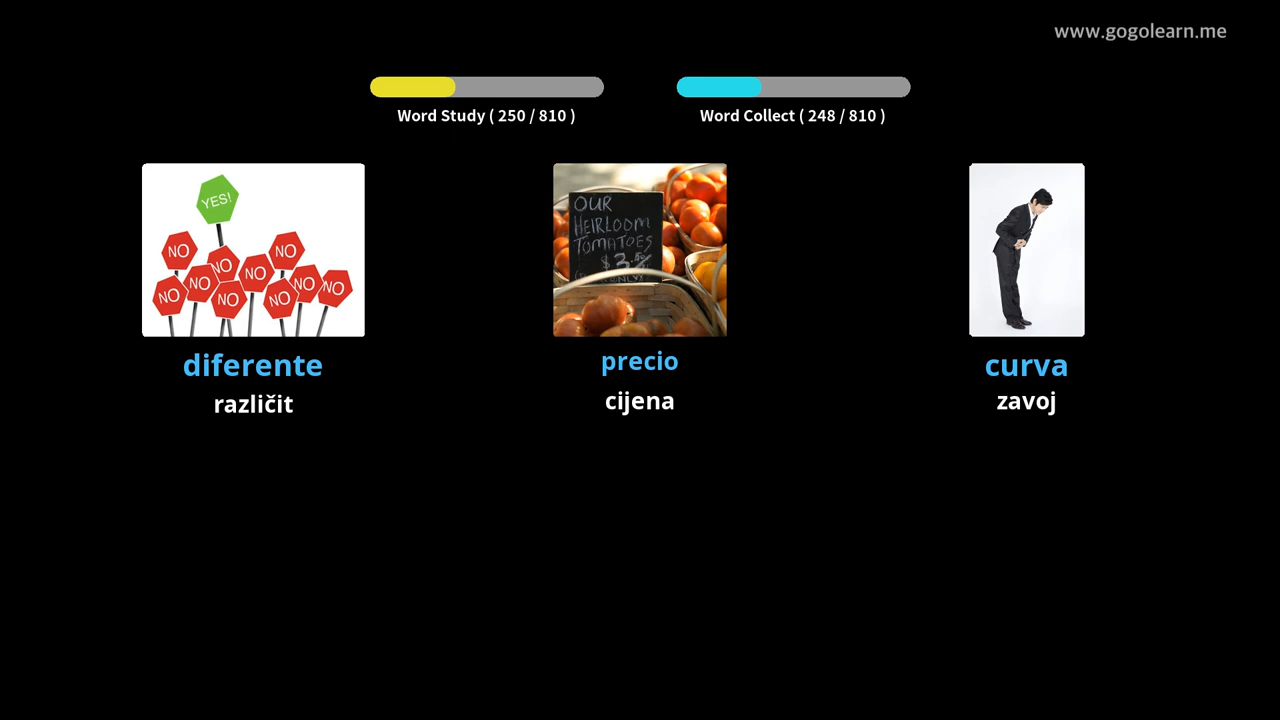 www.gogolearn.me
Word Study ( 250 / 810 )
Word Collect ( 248 / 810 )
YES!
NO
NO
NO
NO
NO
NO
NO
NO
NO
NO
OUR
HEIRLOOM
TOMATOES
diferente
precio
curva
različit
cijena
zavoj